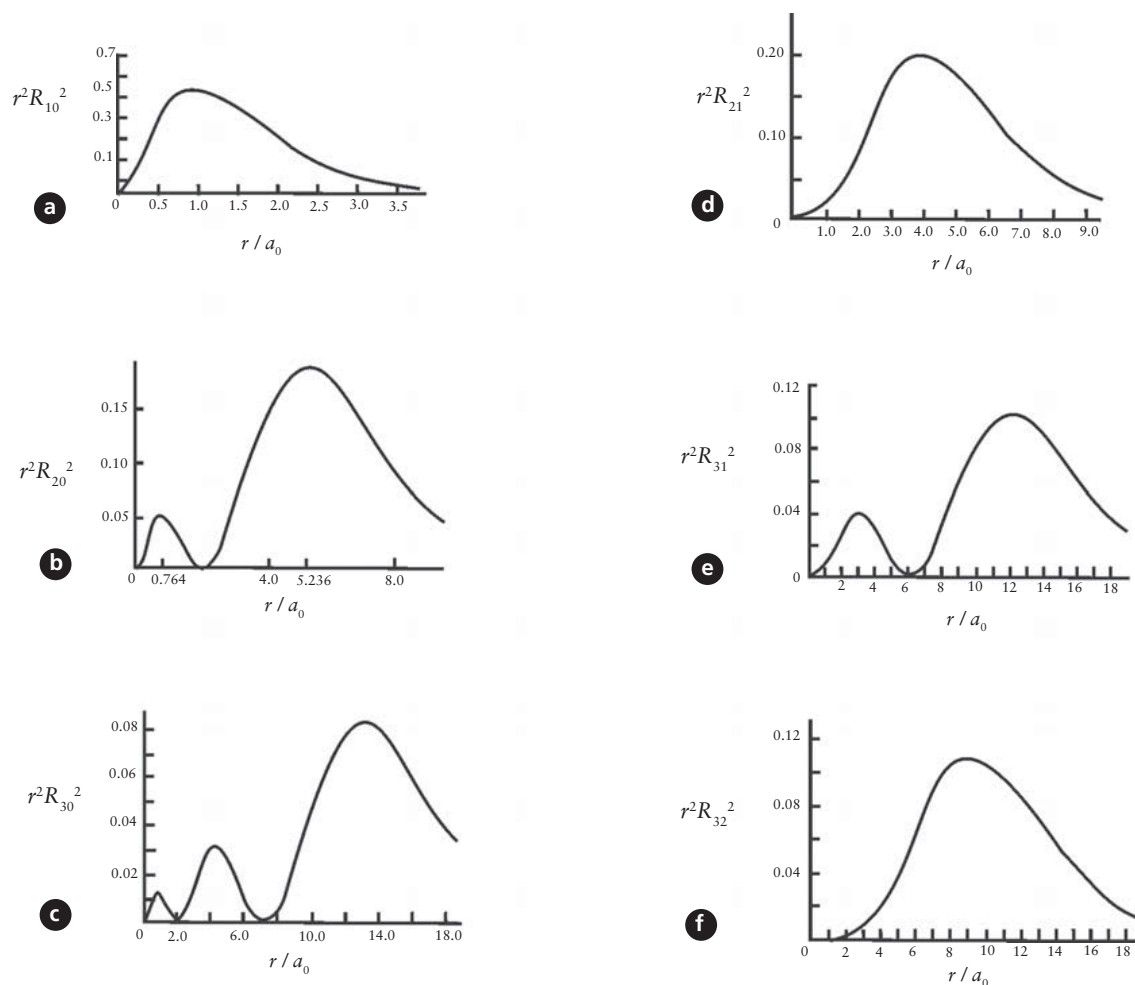 0.7
0.5
0.3
0.1
r²R₁₀²
a
0 0.5 1.0 1.5 2.0 2.5 3.0 3.5
r / a₀
0.20
0.10
0
r²R₂₁²
d
1.0 2.0 3.0 4.0 5.0 6.0 7.0 8.0 9.0
r / a₀
0.15
0.10
0.05
r²R₂₀²
b
0 0.764 4.0 5.236 8.0
r / a₀
0.12
0.08
0.04
0
r²R₃₁²
e
2 4 6 8 10 12 14 16 18
r / a₀
0.08
0.06
0.04
0.02
r²R₃₀²
c
0 2.0 6.0 10.0 14.0 18.0
r / a₀
0.12
0.08
0.04
r²R₃₂²
f
0 2 4 6 8 10 12 14 16 18
r / a₀